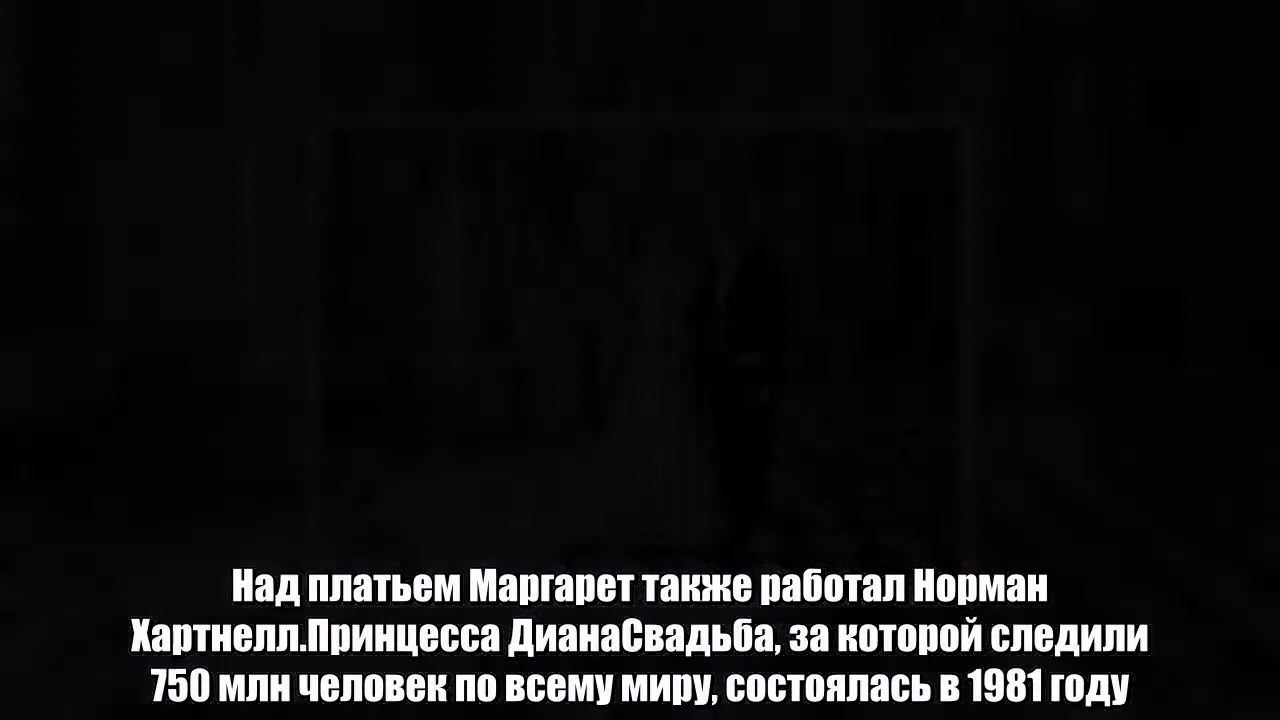 Над платьем Маргарет также работал Норман
Хартнелл.Принцесса ДианаСвадьба, за которой следили
750 млн человек по всему миру, состоялась в 1981 году